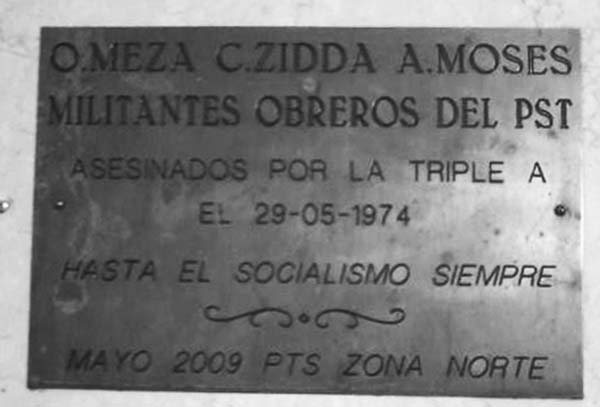 O.MEZA C.ZIDDA A.MOSES
MILITANTES OBREROS DEL PST
ASESINADOS POR LA TRIPLE A
EL 29-05-1974
HASTA EL SOCIALISMO SIEMPRE
MAYO 2009 PTS ZONA NORTE